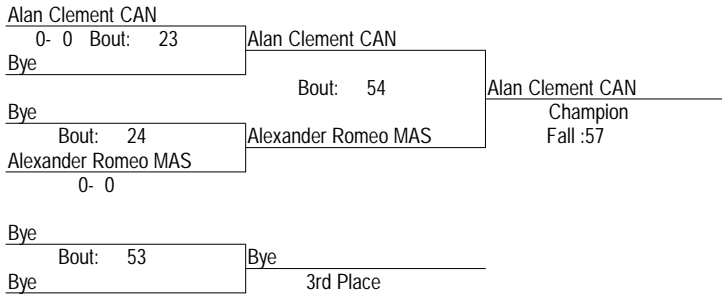 Alan Clement CAN
0- 0 Bout: 23
Alan Clement CAN
Bye
Bout: 54
Alan Clement CAN
Bye
Champion
Bout: 24
Alexander Romeo MAS
Fall :57
Alexander Romeo MAS
0- 0
Bye
Bout: 53
Bye
Bye
3rd Place